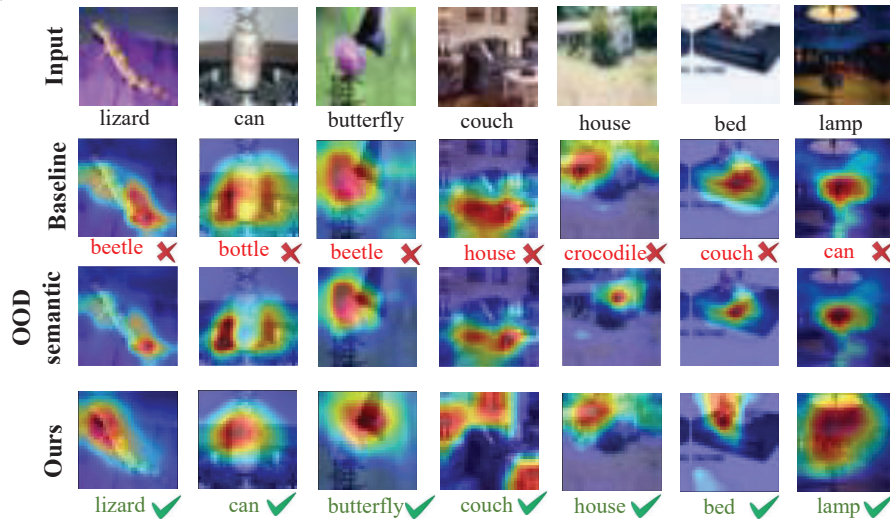 Input
lizard can butterfly couch house bed lamp
Baseline
beetle bottle beetle house crocodile couch can
OOD
semantic
Ours
lizard can butterfly couch house bed lamp